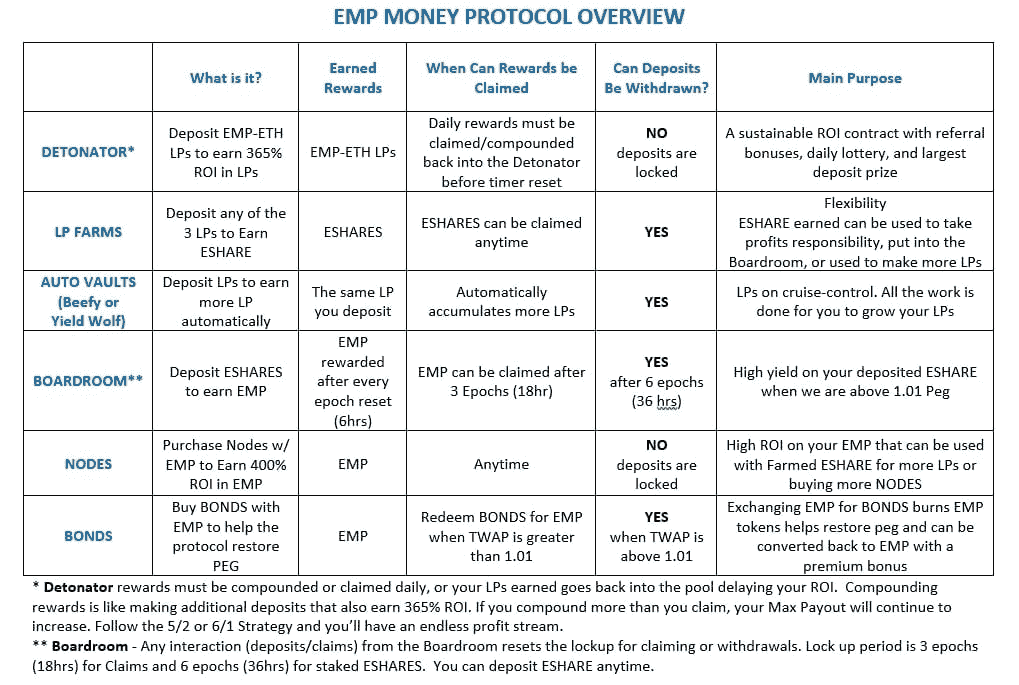 EMP MONEY PROTOCOL OVERVIEW
What is it?
Earned
Rewards
When Can Rewards be
Claimed
Can Deposits
Be Withdrawn?
Main Purpose
DETONATOR*
Deposit EMP-ETH
LPs to earn 365%
ROI in LPs
EMP-ETH LPs
Daily rewards must be
claimed/compounded
back into the Detonator
before timer reset
NO
deposits are
locked
A sustainable ROI contract with referral
bonuses, daily lottery, and largest
deposit prize
LP FARMS
Deposit any of the
3 LPs to Earn
ESHARE
ESHARES
ESHARES can be claimed
anytime
YES
Flexibility
ESHARE earned can be used to take
profits responsibility, put into the
Boardroom, or used to make more LPs
AUTO VAULTS
(Beefy or
Yield Wolf)
Deposit LPs to earn
more LP
automatically
The same LP
you deposit
Automatically
accumulates more LPs
YES
LPs on cruise-control. All the work is
done for you to grow your LPs
BOARDROOM**
Deposit ESHARES
to earn EMP
EMP
rewarded
after every
epoch reset
(6hrs)
EMP can be claimed after
3 Epochs (18hr)
YES
after 6 epochs
(36 hrs)
High yield on your deposited ESHARE
when we are above 1.01 Peg
NODES
Purchase Nodes w/
EMP to Earn 400%
ROI in EMP
EMP
Anytime
NO
deposits are
locked
High ROI on your EMP that can be used
with Farmed ESHARE for more LPs or
buying more NODES
BONDS
Buy BONDS with
EMP to help the
protocol restore
PEG
EMP
Redeem BONDS for EMP
when TWAP is greater
than 1.01
YES
when TWAP is
above 1.01
Exchanging EMP for BONDS burns EMP
tokens helps restore peg and can be
converted back to EMP with a
premium bonus
* Detonator rewards must be compounded or claimed daily, or your LPs earned goes back into the pool delaying your ROI.  Compounding
rewards is like making additional deposits that also earn 365% ROI. If you compound more than you claim, your Max Payout will continue to
increase. Follow the 5/2 or 6/1 Strategy and you'll have an endless profit stream.
** Boardroom - Any interaction (deposits/claims) from the Boardroom resets the lockup for claiming or withdrawals. Lock up period is 3 epochs
(18hrs) for Claims and 6 epochs (36hrs) for staked ESHARES.  You can deposit ESHARE anytime.